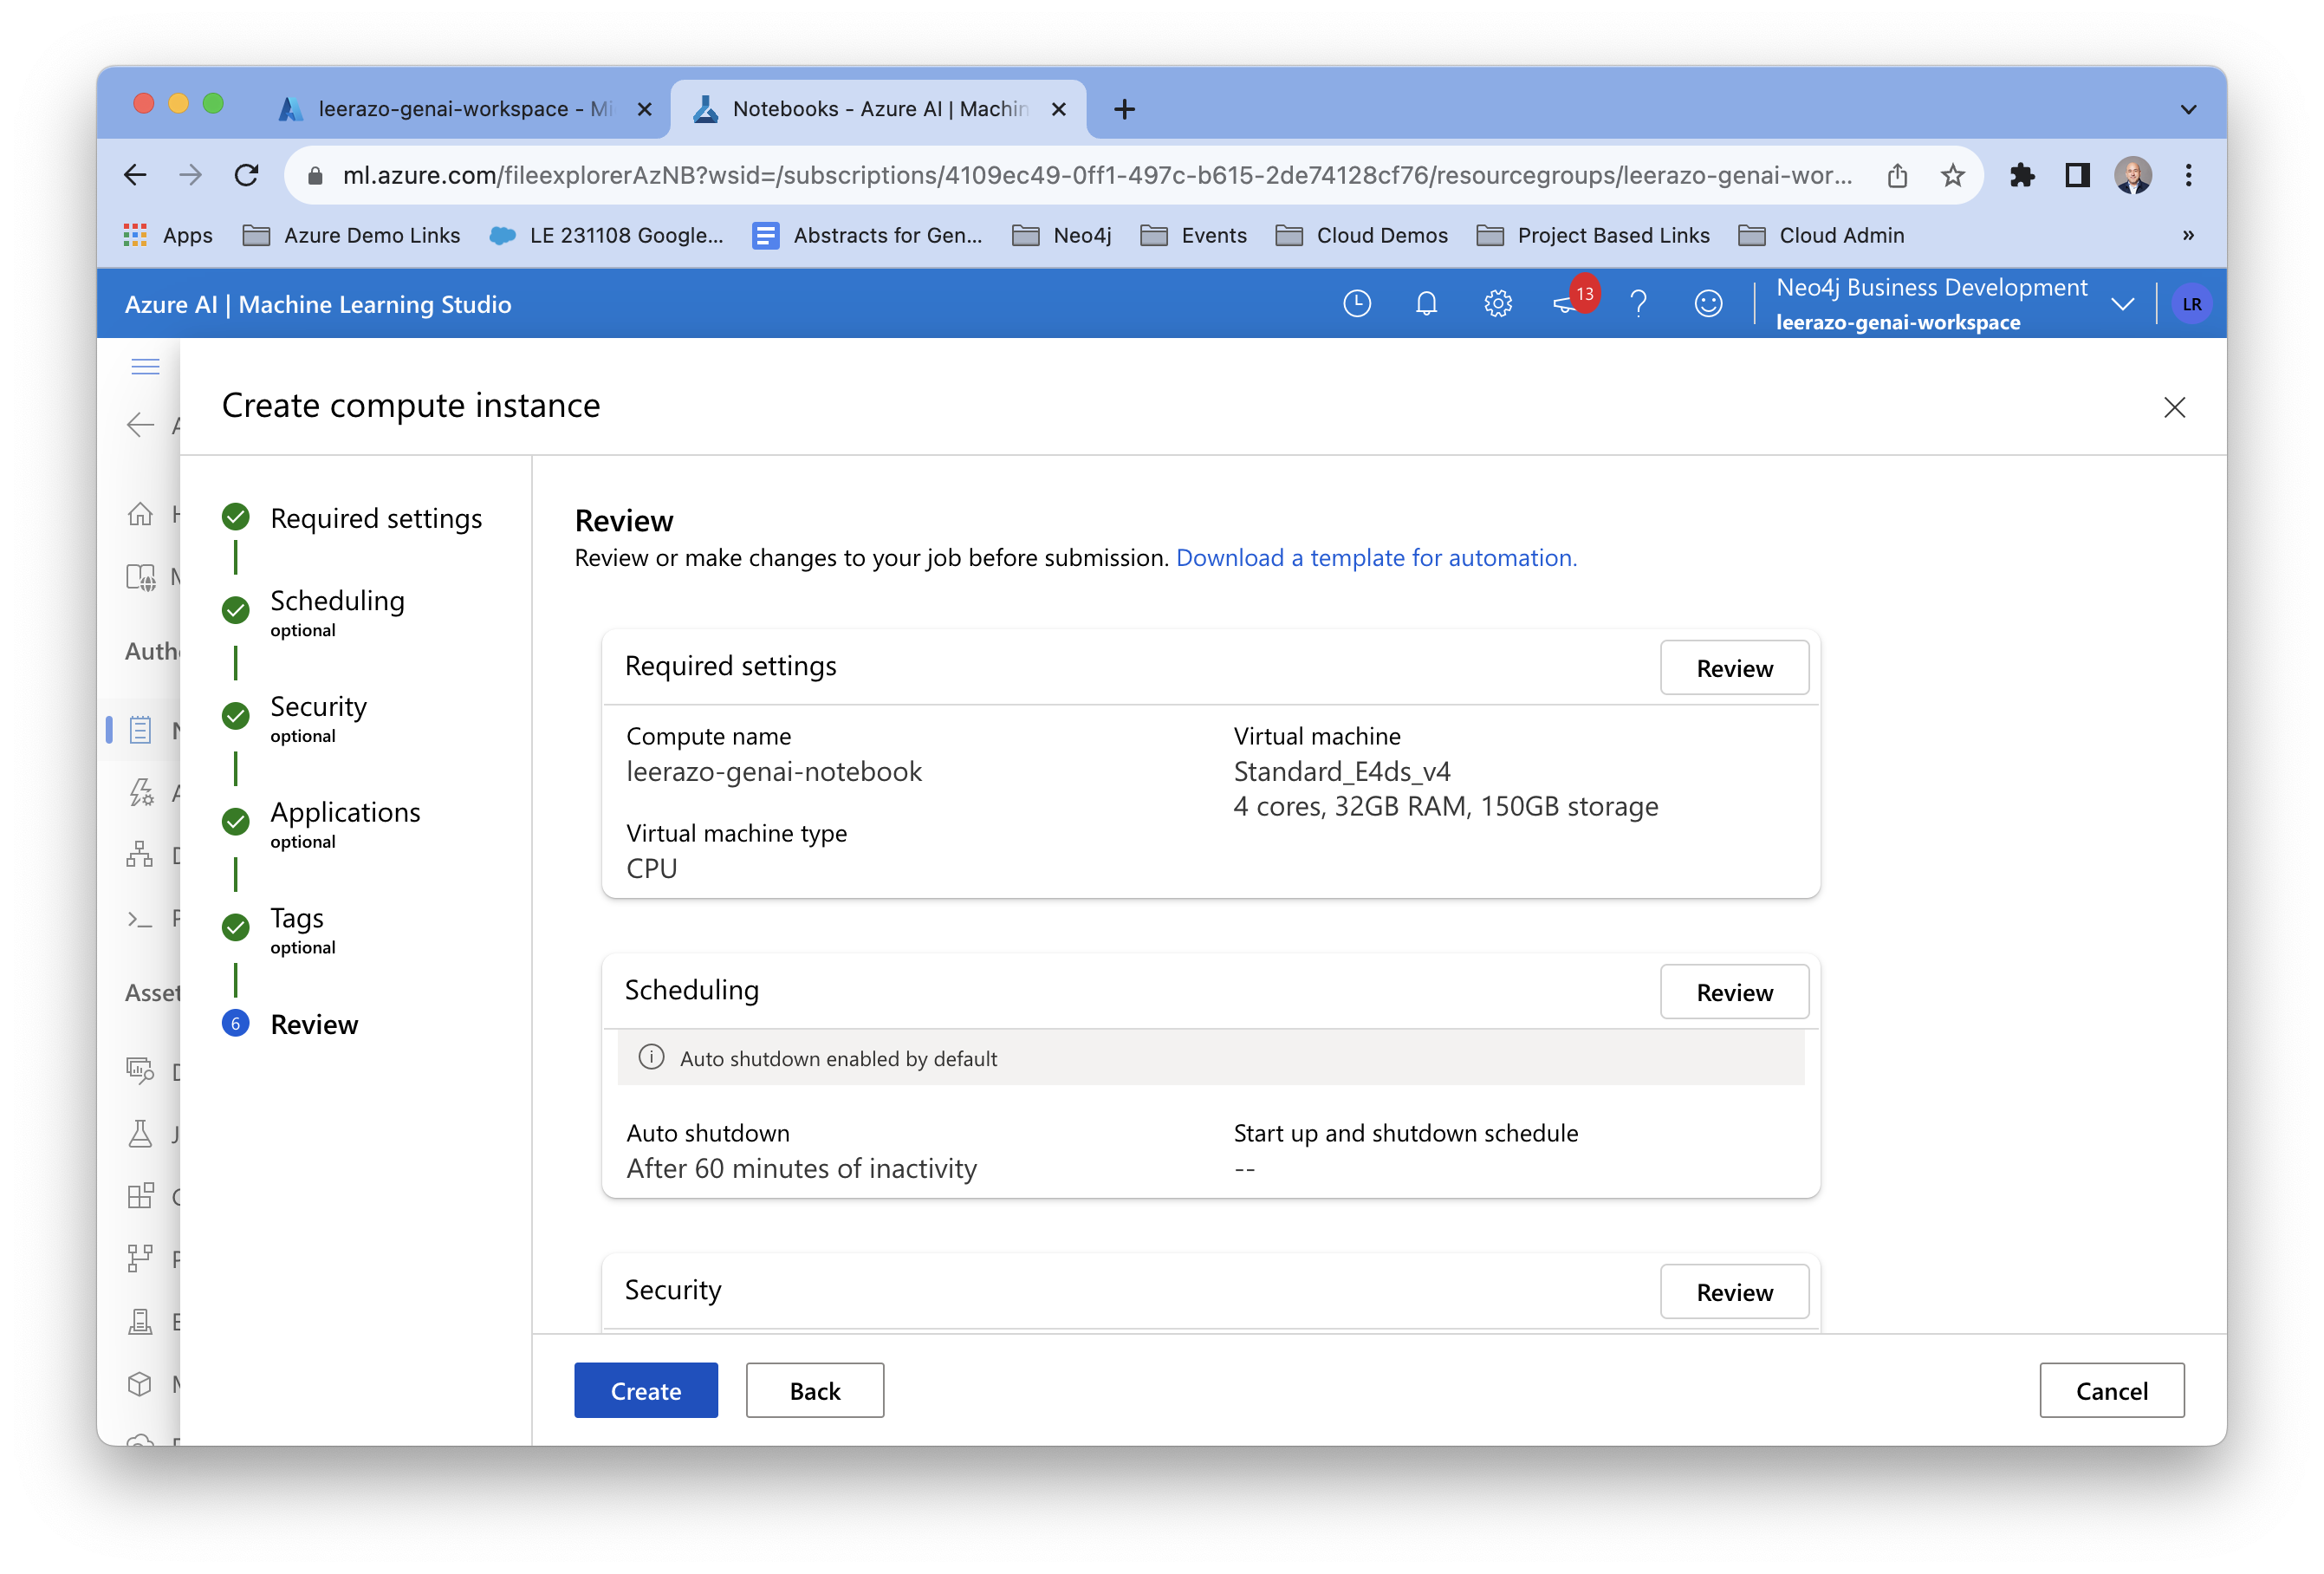 leerazo-genai-workspace - Mi
Notebooks - Azure AI | Machin
ml.azure.com/fileexplorerAzNB?wsid=/subscriptions/4109ec49-0ff1-497c-b615-2de74128cf76/resourcegroups/leerazo-genai-wor...
Apps
Azure Demo Links
LE 231108 Google...
Abstracts for Gen...
Neo4j
Events
Cloud Demos
Project Based Links
Cloud Admin
»
Azure AI | Machine Learning Studio
13
Neo4j Business Development
leerazo-genai-workspace
LR
Create compute instance
Auth
Asset
Required settings
Scheduling
optional
Security
optional
Applications
optional
Tags
optional
6
Review
Review
Review or make changes to your job before submission. Download a template for automation.
Required settings
Review
Compute name
leerazo-genai-notebook
Virtual machine type
CPU
Virtual machine
Standard_E4ds_v4
4 cores, 32GB RAM, 150GB storage
Scheduling
Review
Auto shutdown enabled by default
Auto shutdown
After 60 minutes of inactivity
Start up and shutdown schedule
--
Security
Review
Create
Back
Cancel